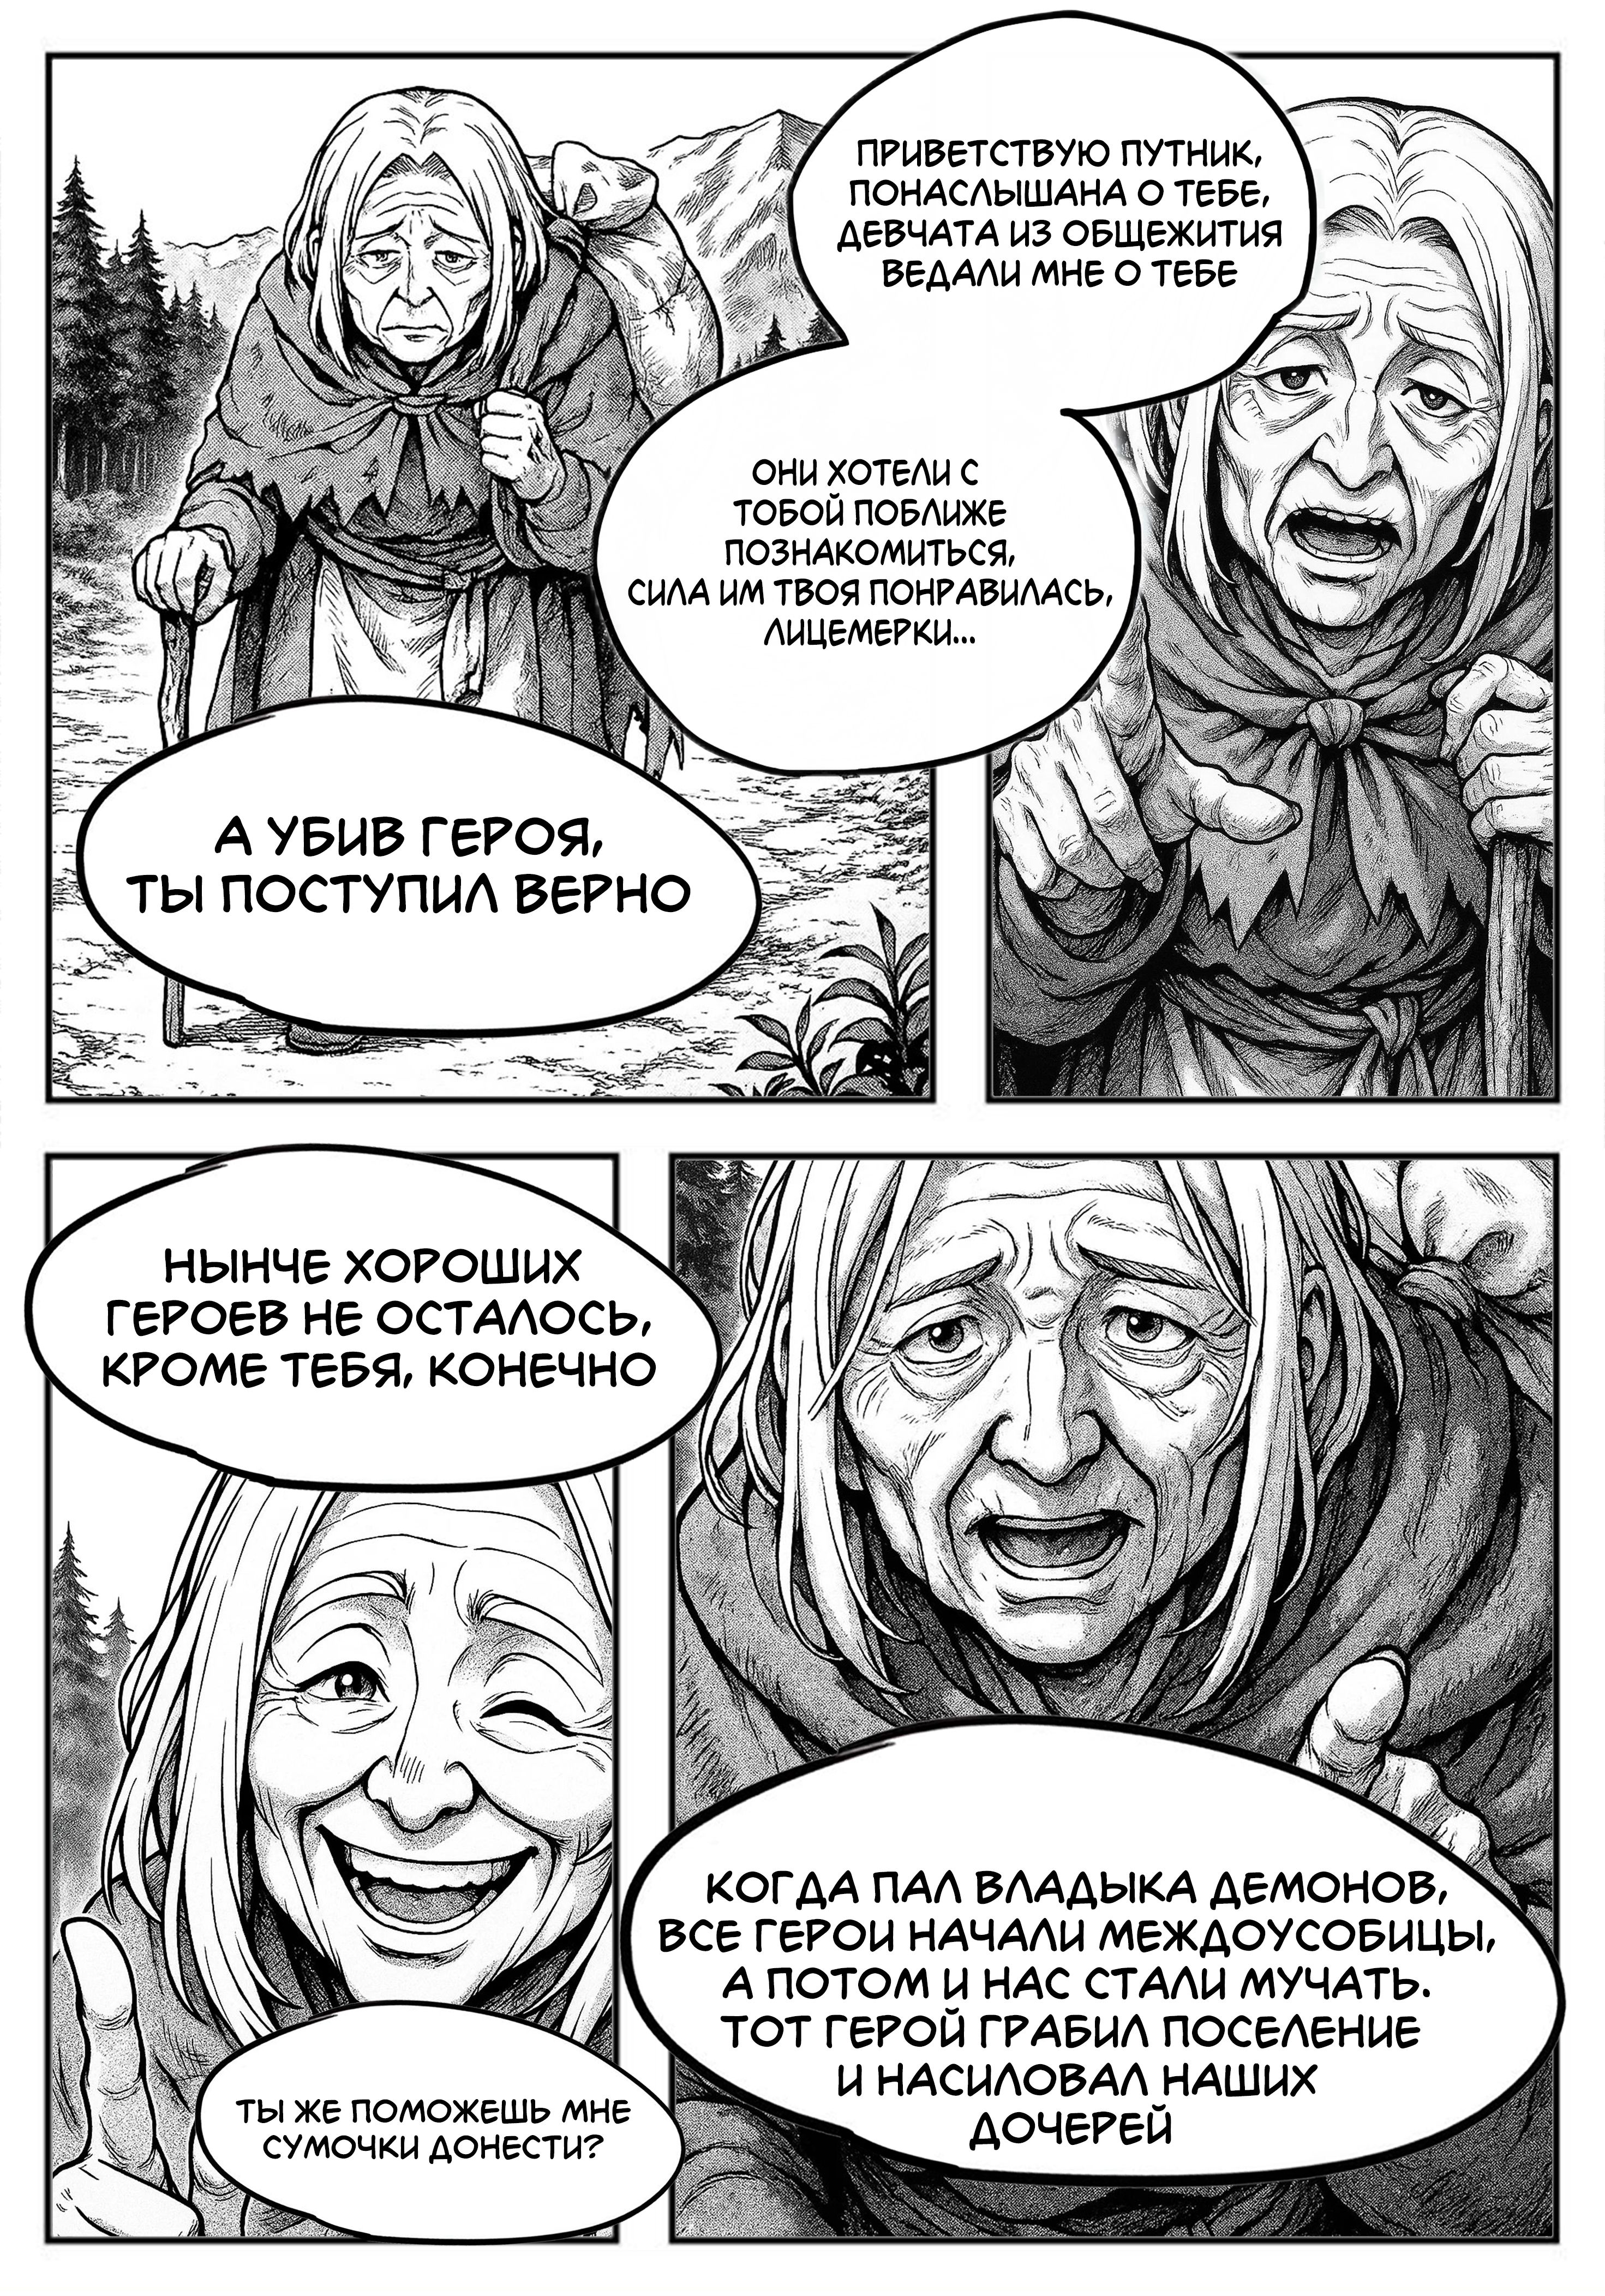 ПРИВЕТСТВУЮ ПУТНИК,
ПОНАСЛЫШАНА О ТЕБЕ,
ДЕВЧАТА ИЗ ОБЩЕЖИТИЯ
ВЕДАЛИ МНЕ О ТЕБЕ
ОНИ ХОТЕЛИ С
ТОБОЙ ПОБЛИЖЕ
ПОЗНАКОМИТЬСЯ,
СИЛА ИМ ТВОЯ ПОНРАВИЛАСЬ,
ЛИЦЕМЕРКИ...
А УБИВ ГЕРОЯ,
ТЫ ПОСТУПИЛ ВЕРНО
КОГДА ПАЛ ВЛАДЫКА ДЕМОНОВ,
ВСЕ ГЕРОИ НАЧАЛИ МЕЖДОУСОБИЦЫ,
А ПОТОМ И НАС СТАЛИ МУЧАТЬ.
ТОТ ГЕРОЙ ГРАБИЛ ПОСЕЛЕНИЕ
И НАСИЛОВАЛ НАШИХ
ДОЧЕРЕЙ
НЫНЧЕ ХОРОШИХ
ГЕРОЕВ НЕ ОСТАЛОСЬ,
КРОМЕ ТЕБЯ, КОНЕЧНО
ТЫ ЖЕ ПОМОЖЕШЬ МНЕ
СУМОЧКИ ДОНЕСТИ?